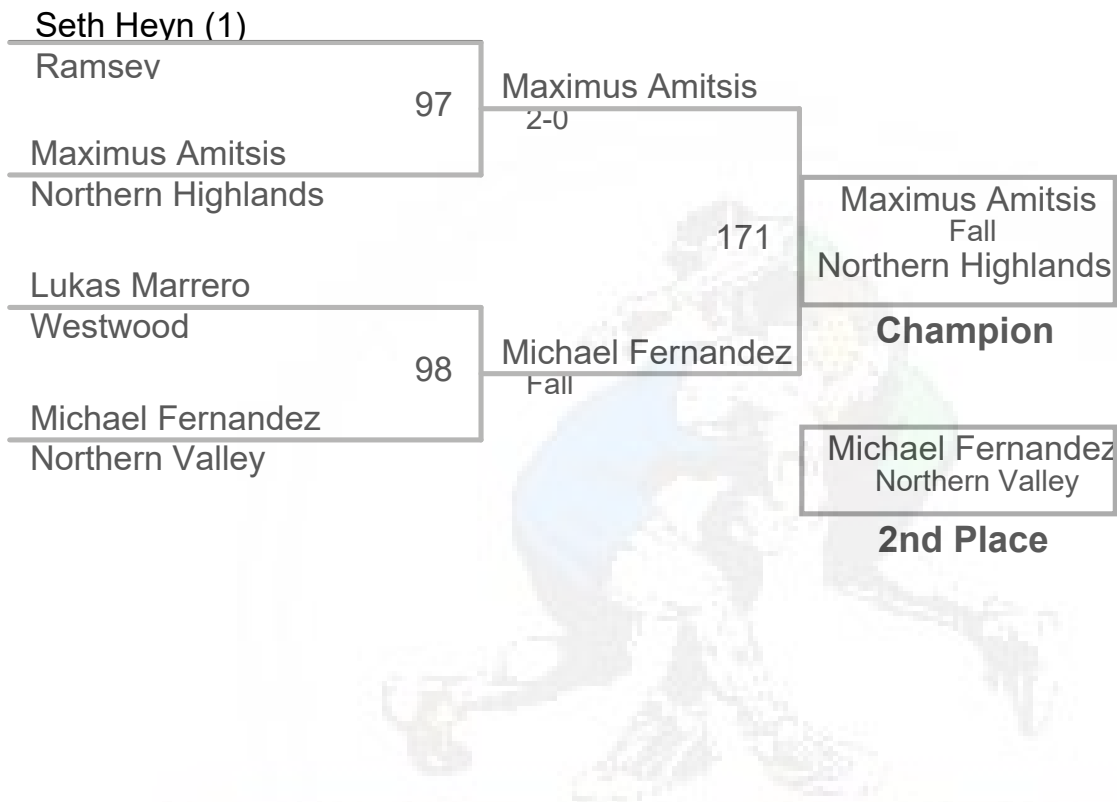 Seth Heyn (1)
Ramsey
97
Maximus Amitsis
Northern Highlands
Maximus Amitsis
2-0
Lukas Marrero
Westwood
98
Michael Fernandez
Northern Valley
Michael Fernandez
Fall
171
Maximus Amitsis
Fall
Northern Highlands
Champion
Michael Fernandez
Northern Valley
2nd Place